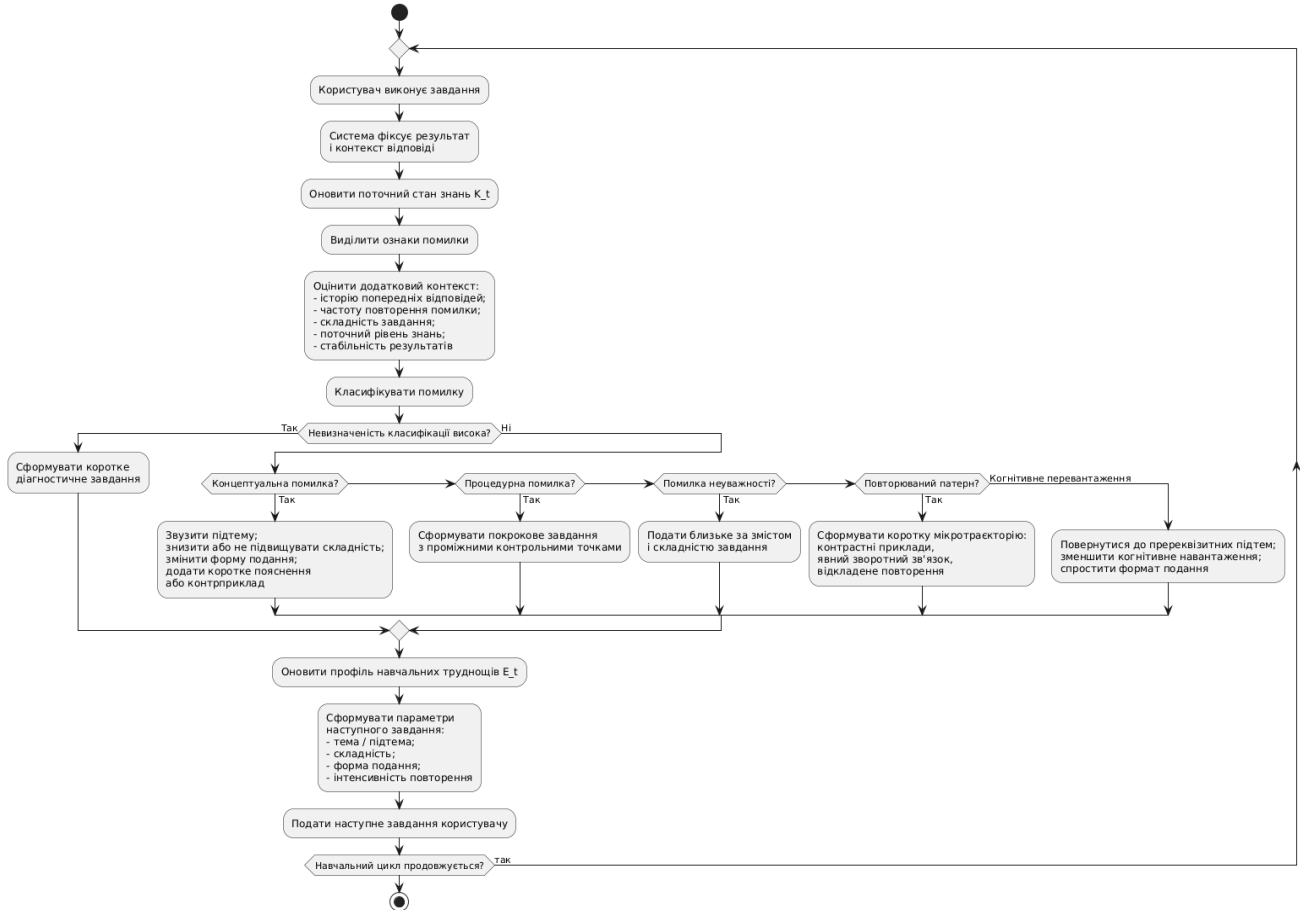 Користувач виконує завдання
Система фіксує результат
і контекст відповіді
Оновити поточний стан знань K_t
Виділити ознаки помилки
Оцінити додатковий контекст:
- історію попередніх відповідей;
- частоту повторення помилки;
- складність завдання;
- поточний рівень знань;
- стабільність результатів
Класифікувати помилку
Так
Невизначеність класифікації висока?
Ні
Сформувати коротке
діагностичне завдання
Концептуальна помилка?
Так
Звузити підтему;
знизити або не підвищувати складність;
змінити форму подання;
додати коротке пояснення
або контрприклад
Процедурна помилка?
Так
Сформувати покрокове завдання
з проміжними контрольними точками
Помилка неуважності?
Так
Подати близьке за змістом
і складністю завдання
Повторюваний патерн?
Так
Сформувати коротку мікротраєкторію:
контрастні приклади,
явний зворотний зв'язок,
відкладене повторення
Когнітивне перевантаження
Повернутися до пререквізитних підтем;
зменшити когнітивне навантаження;
спростити формат подання
Оновити профіль навчальних труднощів E_t
Сформувати параметри
наступного завдання:
- тема / підтема;
- складність;
- форма подання;
- інтенсивність повторення
Подати наступне завдання користувачу
Навчальний цикл продовжується?
так